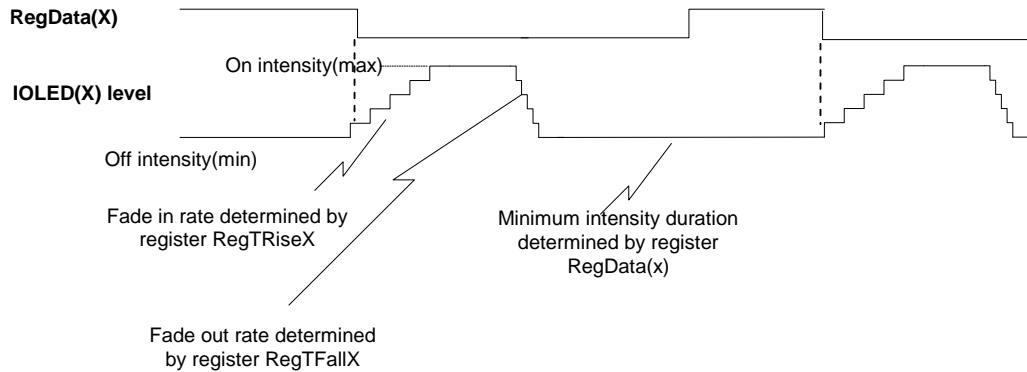 RegData(X)
On intensity(max)
IOLED(X) level
Off intensity(min)
Fade in rate determined by
register RegTRiseX
Minimum intensity duration
determined by register
RegData(x)
Fade out rate determined
by register RegTFallX